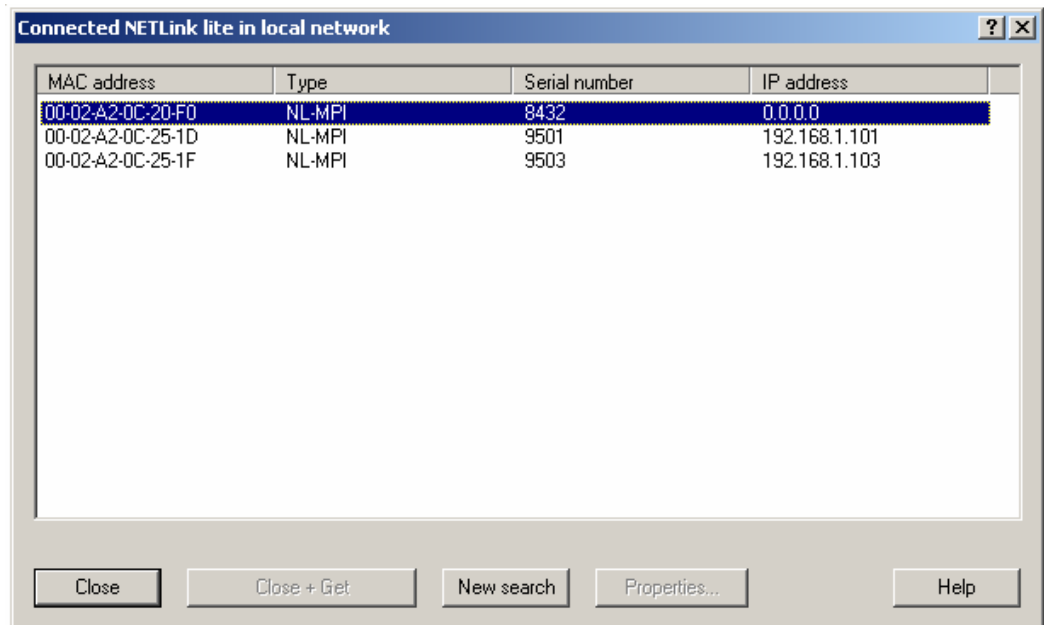 Connected NETLink lite in local network ? X
MAC address Type Serial number IP address
00-02-A2-0C-20-F0 NL-MPI 8432 0.0.0.0
00-02-A2-0C-25-1D NL-MPI 9501 192.168.1.101
00-02-A2-0C-25-1F NL-MPI 9503 192.168.1.103
Close Close + Get New search Properties... Help